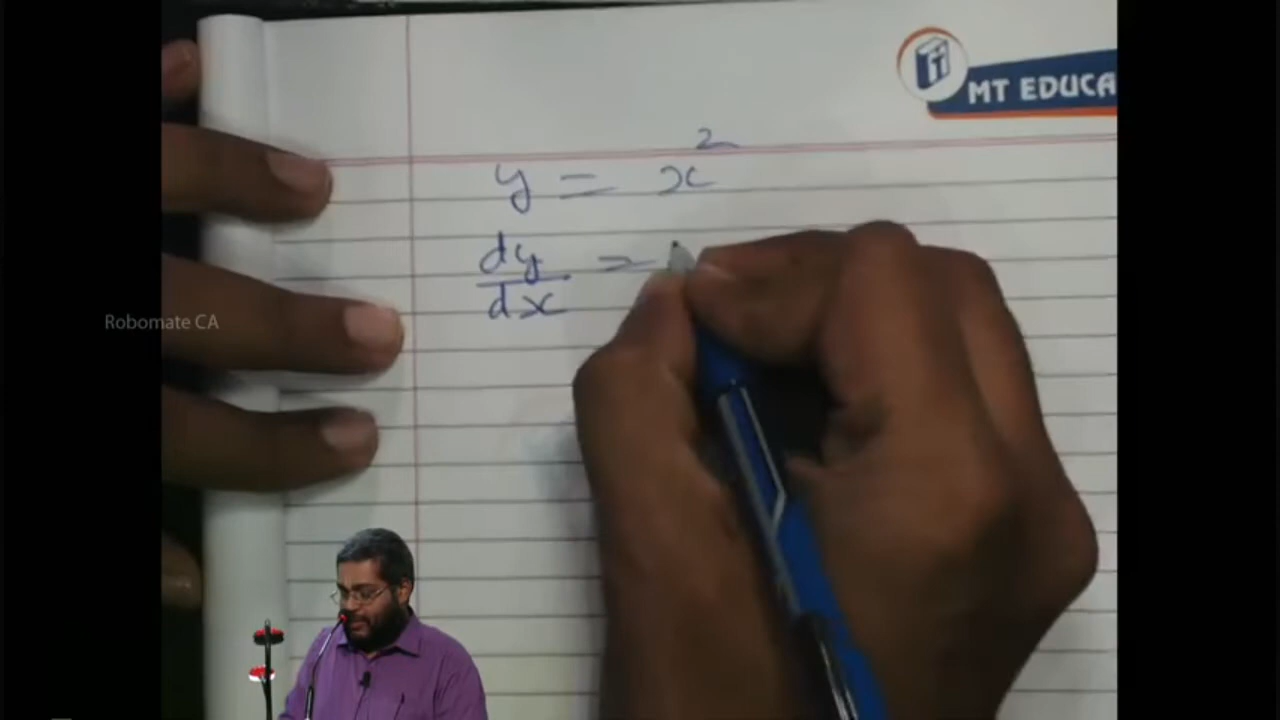 MT EDUCA
y = x²
dy/dx =
Robomate CA